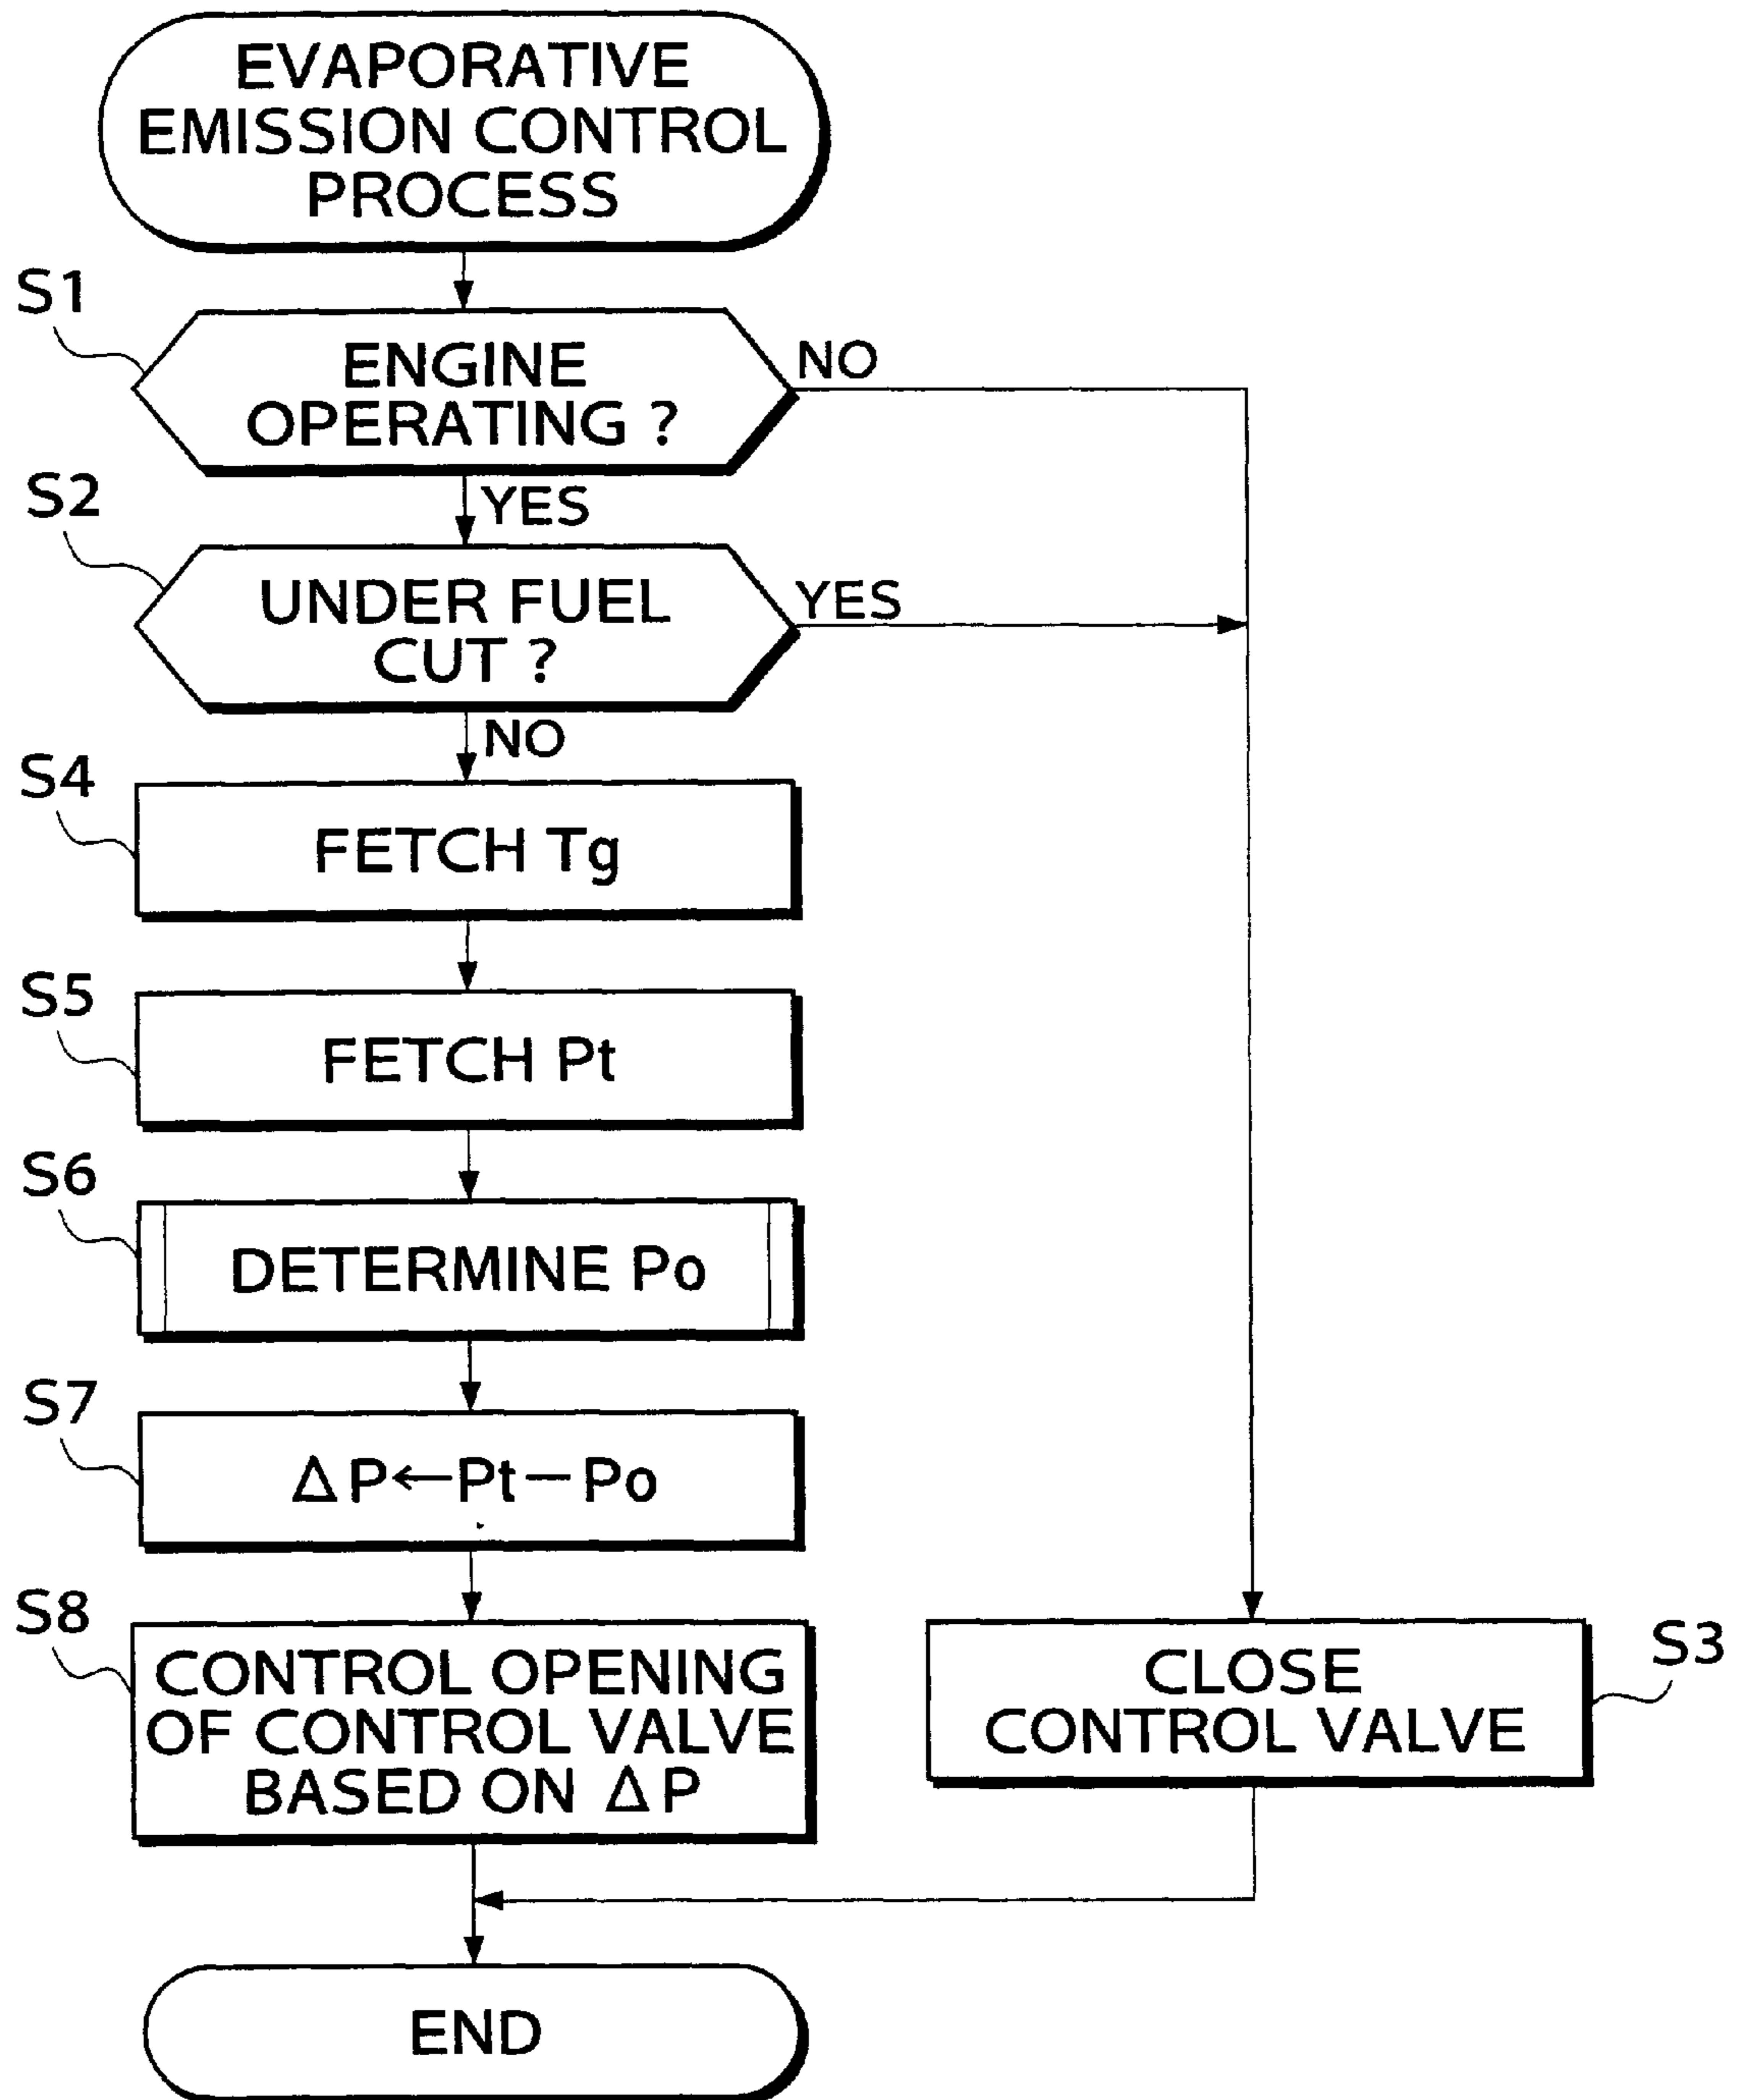 EVAPORATIVE
EMISSION CONTROL
PROCESS
S1
ENGINE
OPERATING ?
NO
YES
S2
UNDER FUEL
CUT ?
YES
NO
S4
FETCH Tg
S5
FETCH Pt
S6
DETERMINE Po
S7
ΔP←Pt—Po
S8
CONTROL OPENING
OF CONTROL VALVE
BASED ON ΔP
CLOSE
CONTROL VALVE
S3
END